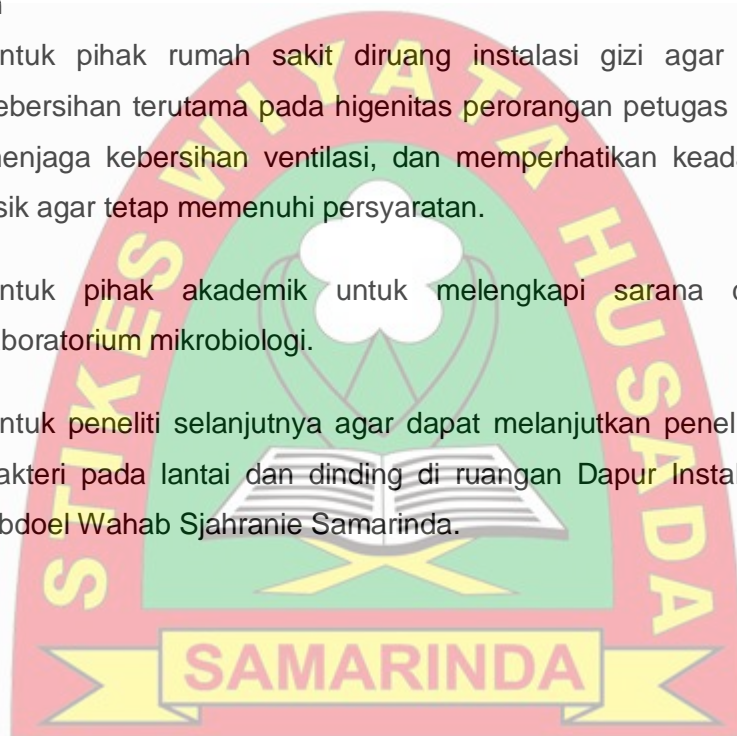 ntuk pihak rumah sakit diruang instalasi gizi agar
ebersihan terutama pada higenitas perorangan petugas
enjaga kebersihan ventilasi, dan memperhatikan kead
sik agar tetap memenuhi persyaratan.
ntuk pihak akademik untuk melengkapi sarana
boratorium mikrobiologi.
ntuk peneliti selanjutnya agar dapat melanjutkan penel
akteri pada lantai dan dinding di ruangan Dapur Instal
bdoel Wahab Sjahranie Samarinda.
STIKES WIYATA HUSADA
SAMARINDA